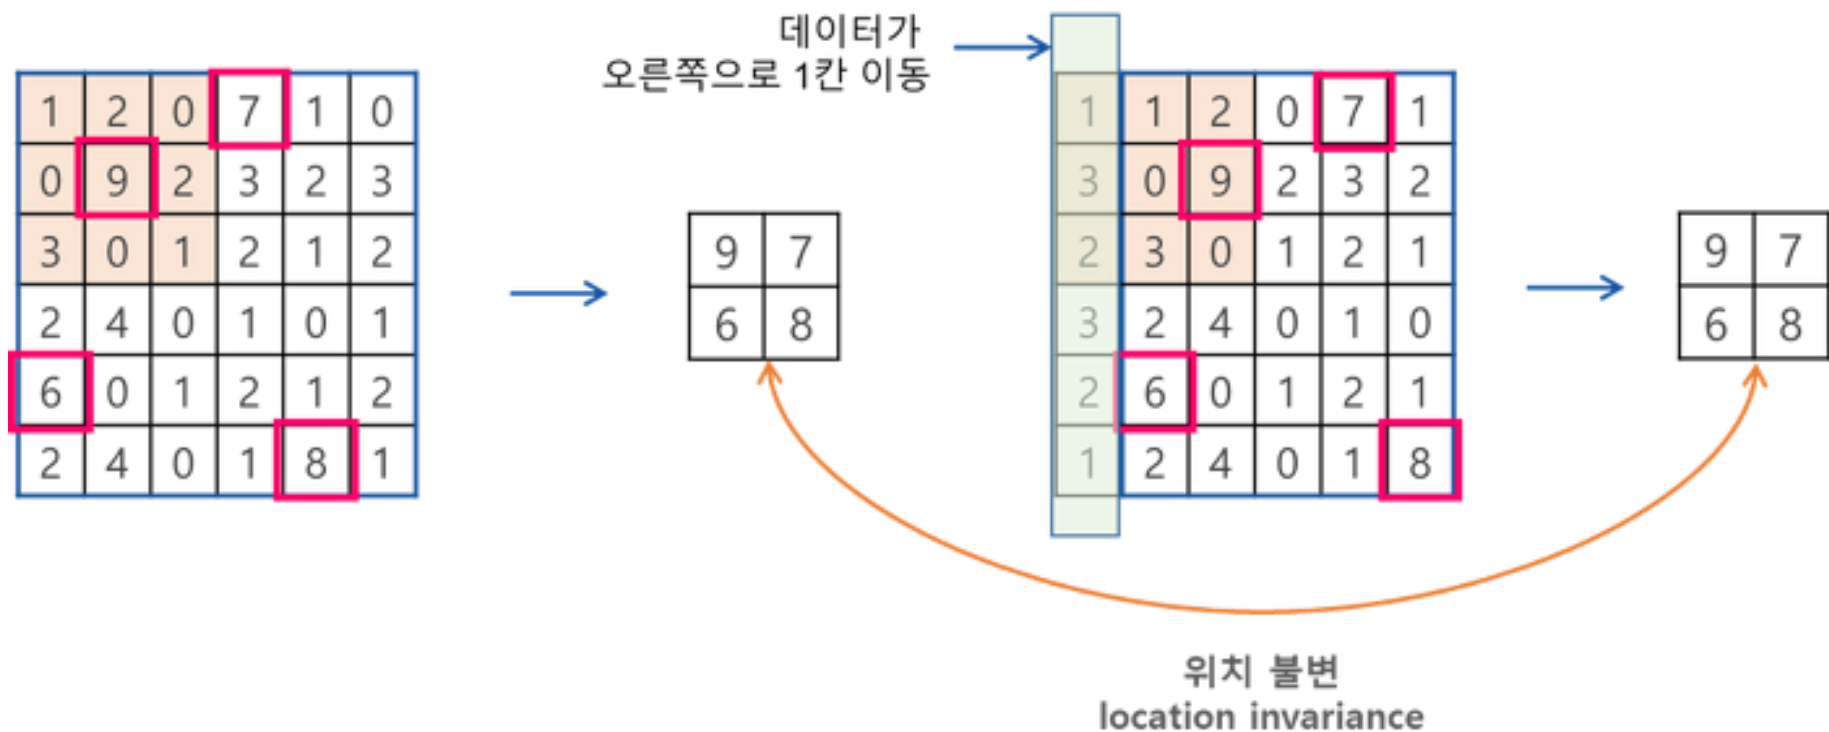 데이터가
오른쪽으로 1칸 이동
1 2 0 7 1 0
0 9 2 3 2 3
3 0 1 2 1 2
2 4 0 1 0 1
6 0 1 2 1 2
2 4 0 1 8 1
9 7
6 8
1 1 2 0 7 1
3 0 9 2 3 2
2 3 0 1 2 1
3 2 4 0 1 0
2 6 0 1 2 1
1 2 4 0 1 8
9 7
6 8
위치 불변
location invariance